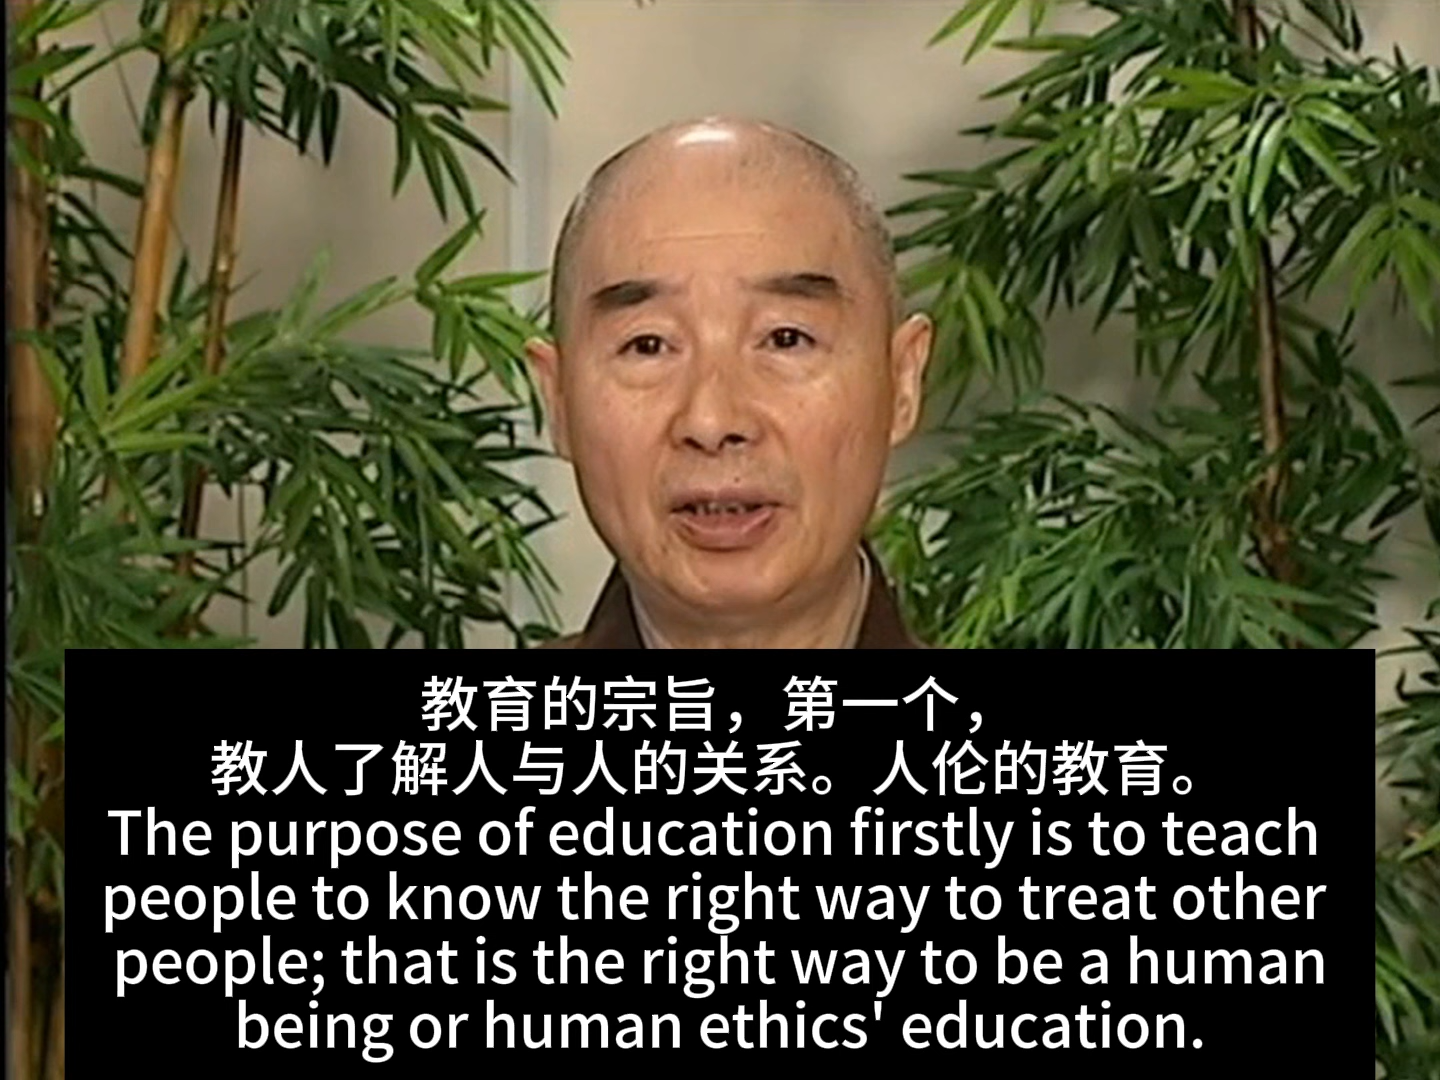 教育的宗旨，第一个，
教人了解人与人的关系。人伦的教育。
The purpose of education firstly is to teach
people to know the right way to treat other
people; that is the right way to be a human
being or human ethics' education.